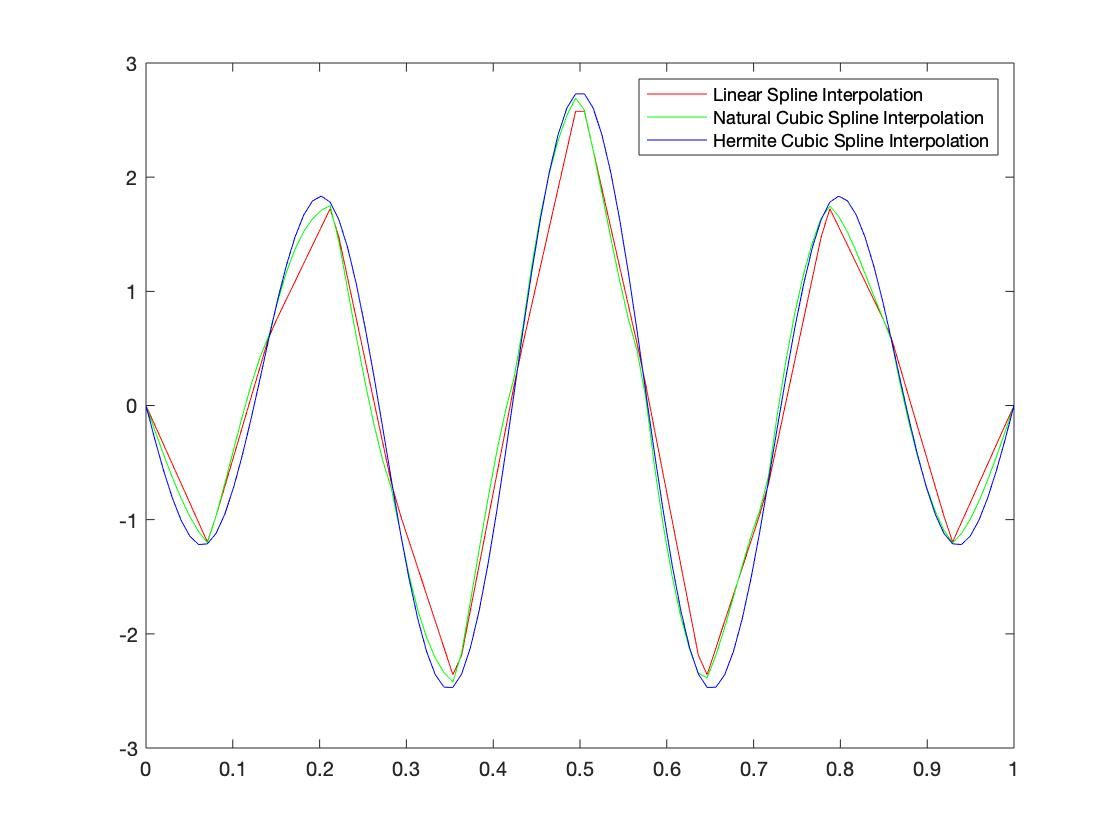 3
2
1
0
-1
-2
-3
0 0.1 0.2 0.3 0.4 0.5 0.6 0.7 0.8 0.9 1
Linear Spline Interpolation
Natural Cubic Spline Interpolation
Hermite Cubic Spline Interpolation